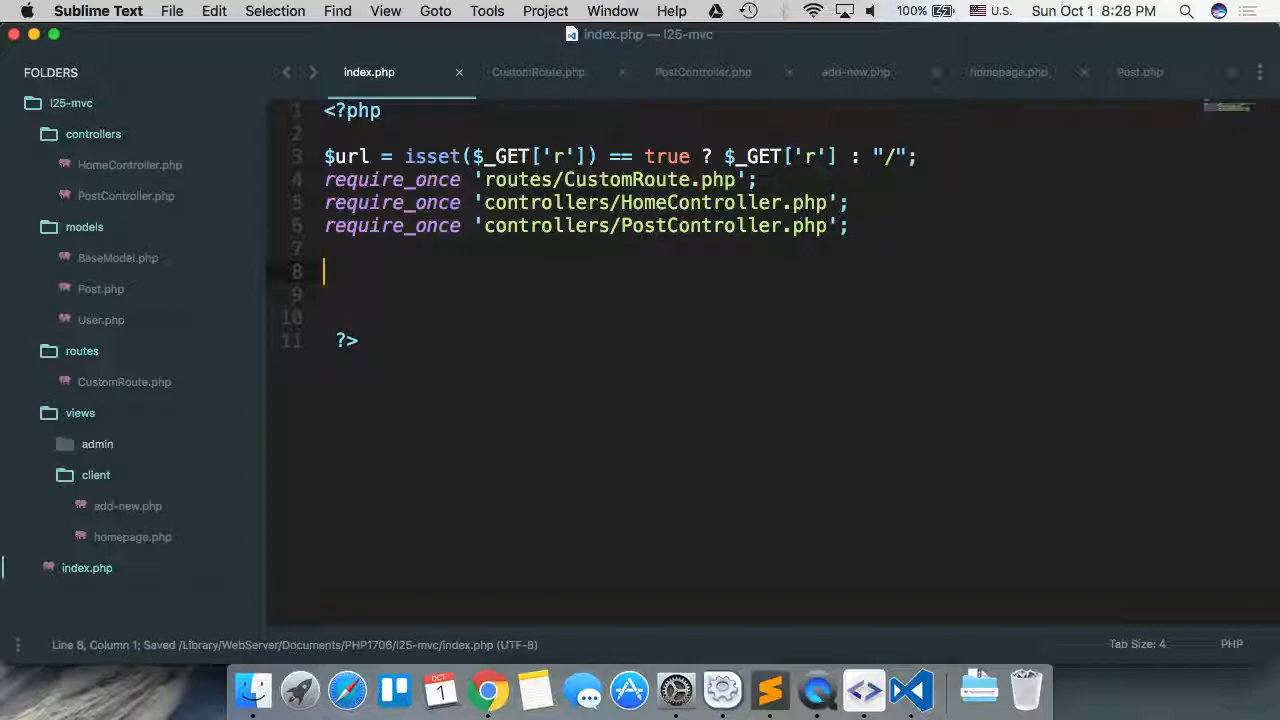 Sublime Text File Edit Selection Find View Goto Tools Project Window Help 100% U.S. Sun Oct 1 8:28 PM
index.php — l25-mvc
FOLDERS
index.php CustomRoute.php PostController.php add-new.php homepage.php Post.php
l25-mvc
controllers
HomeController.php
PostController.php
models
BaseModel.php
Post.php
User.php
routes
CustomRoute.php
views
admin
client
add-new.php
homepage.php
index.php
1 <?php
2
3 $url = isset($_GET['r']) == true ? $_GET['r'] : "/";
4 require_once 'routes/CustomRoute.php';
5 require_once 'controllers/HomeController.php';
6 require_once 'controllers/PostController.php';
7
8
9
10
11 ?>
Line 8, Column 1; Saved /Library/WebServer/Documents/PHP1706/l25-mvc/index.php (UTF-8) Tab Size: 4 PHP
OCT
1